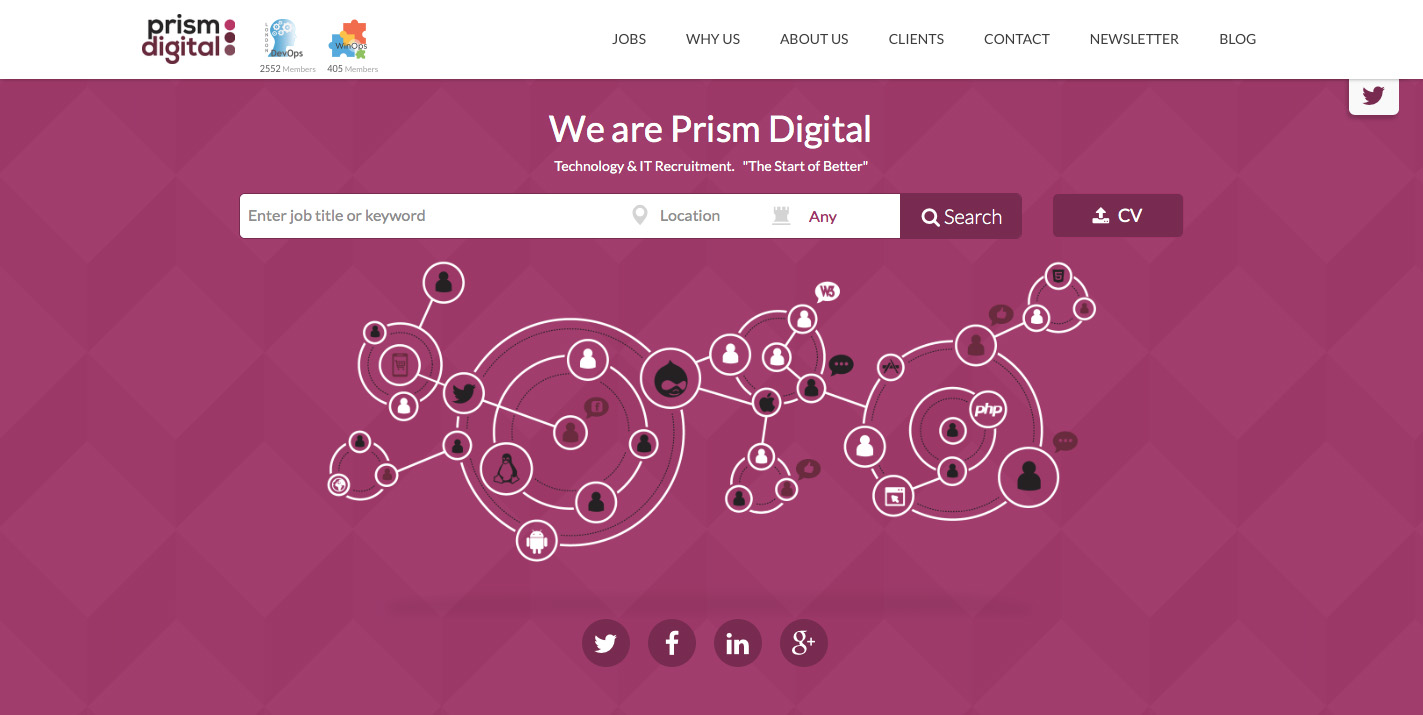 prism
digital
LONDON
DevOps
2552 Members
WinOps
405 Members
JOBS WHY US ABOUT US CLIENTS CONTACT NEWSLETTER BLOG
We are Prism Digital
Technology & IT Recruitment. "The Start of Better"
Enter job title or keyword Location Any Search CV
W3
5
f
php
f in g+